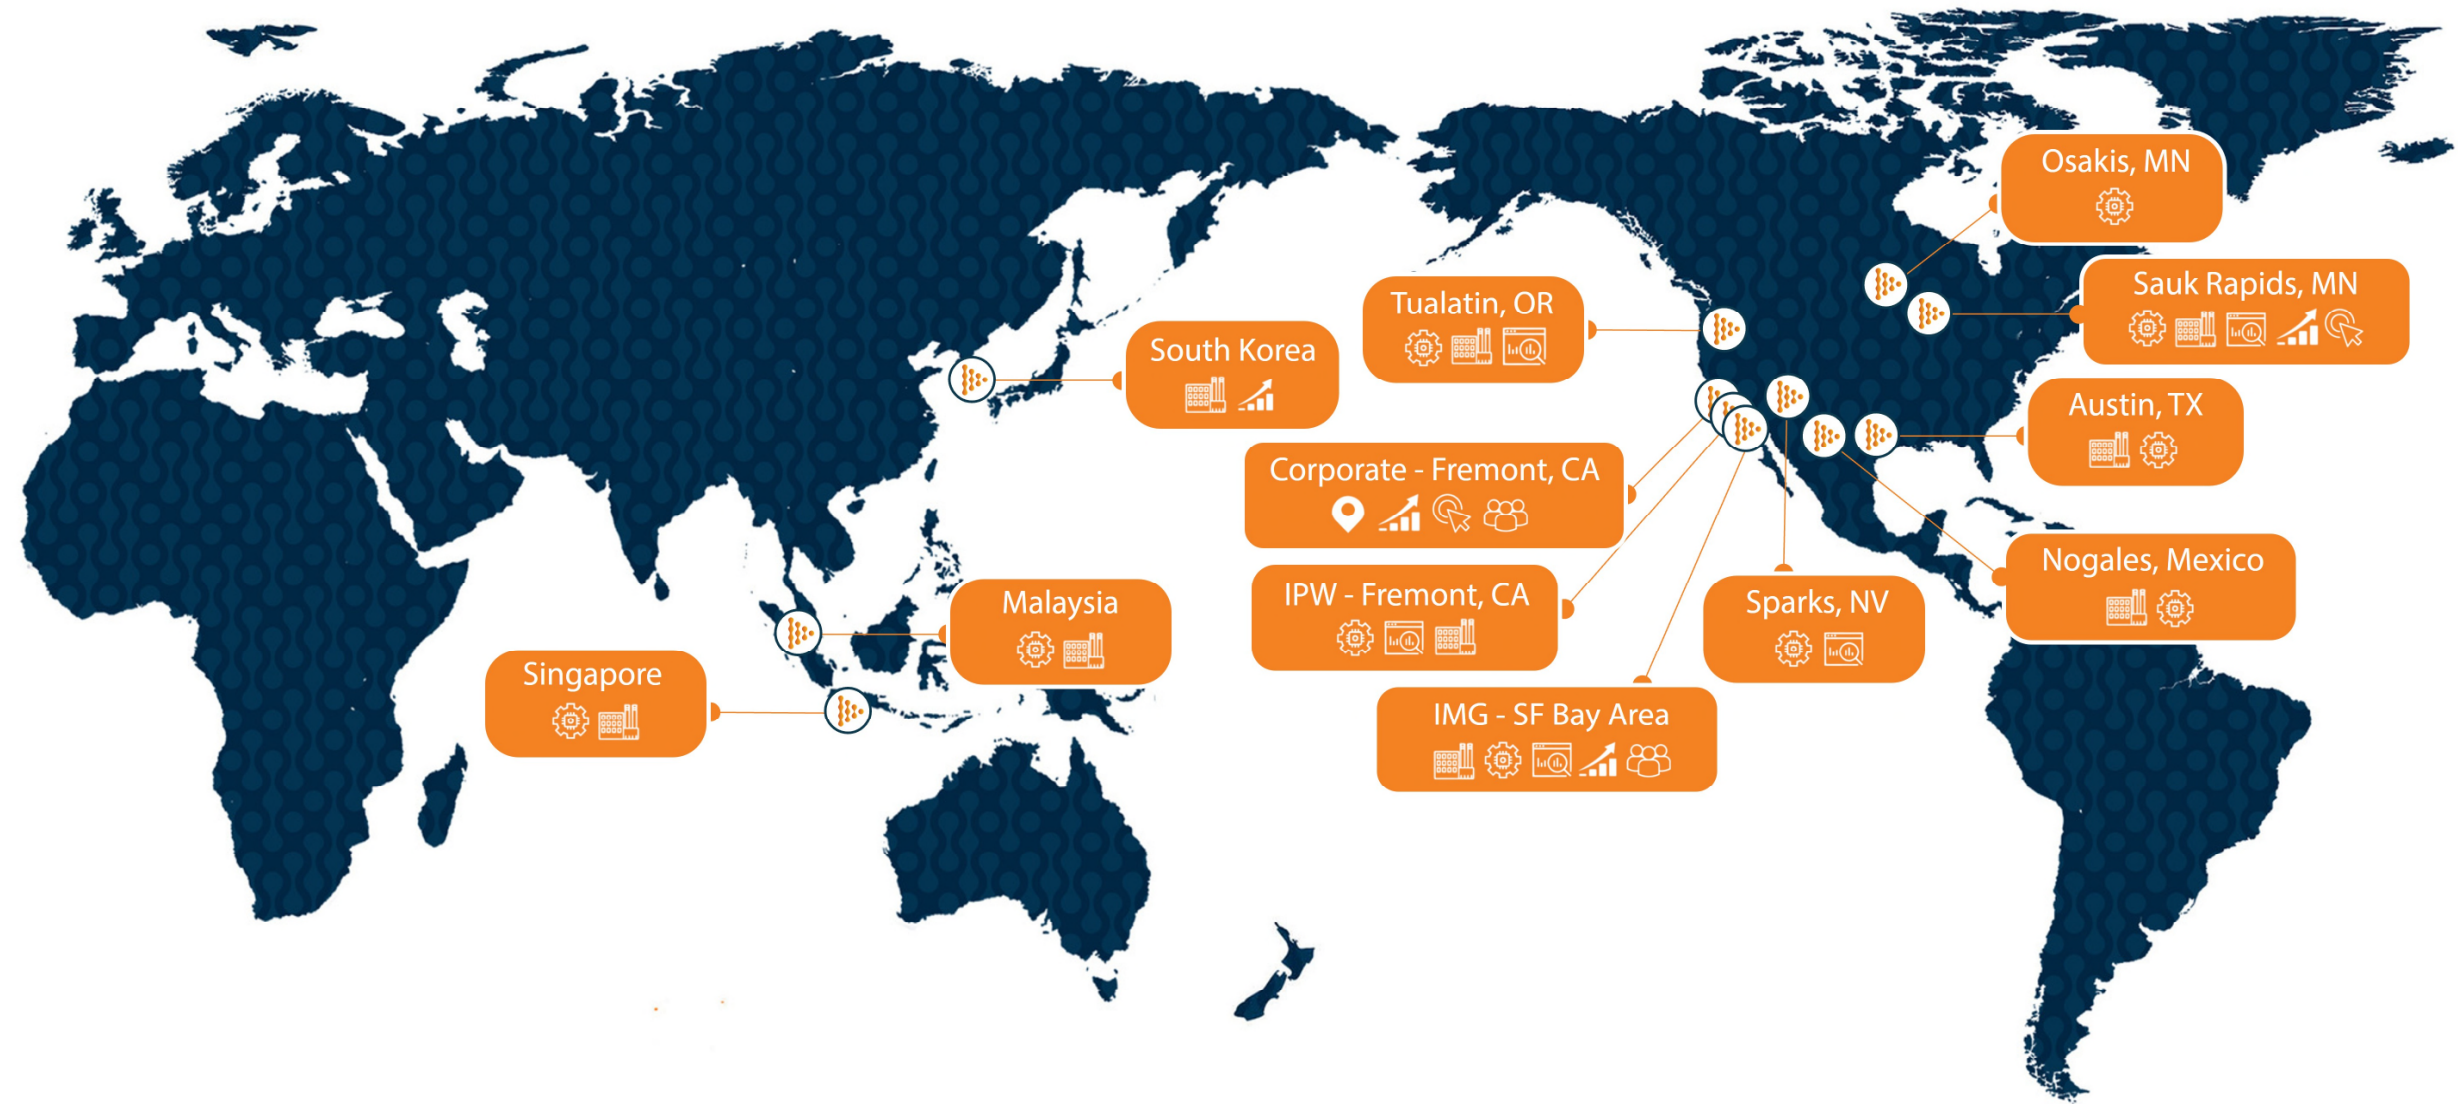 Osakis, MN
Sauk Rapids, MN
Tualatin, OR
South Korea
Austin, TX
Corporate - Fremont, CA
Nogales, Mexico
IPW - Fremont, CA
Sparks, NV
Malaysia
Singapore
IMG - SF Bay Area